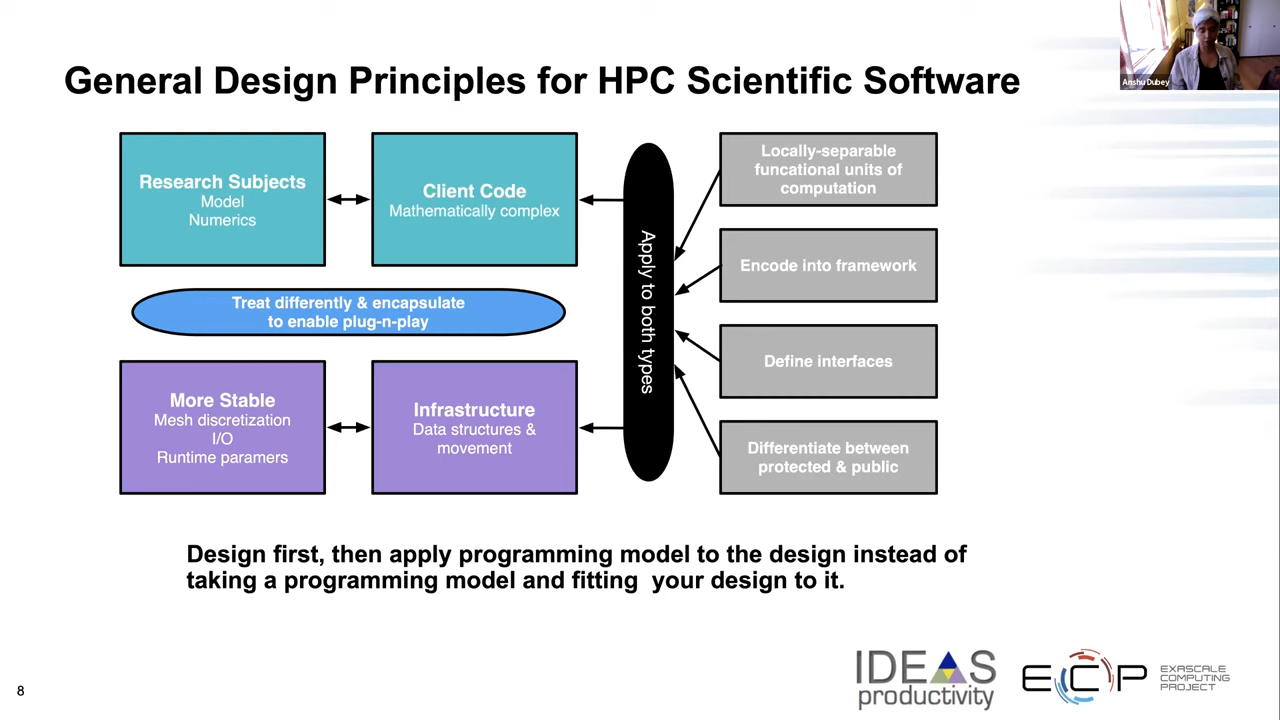 General Design Principles for HPC Scientific Software
Anshu Dubey
Research Subjects
Model
Numerics
Client Code
Mathematically complex
Treat differently & encapsulate
to enable plug-n-play
More Stable
Mesh discretization
I/O
Runtime paramers
Infrastructure
Data structures &
movement
Apply to both types
Locally-separable
funcational units of
computation
Encode into framework
Define interfaces
Differentiate between
protected & public
Design first, then apply programming model to the design instead of
taking a programming model and fitting  your design to it.
8
IDEAS
productivity
ECP
EXASCALE
COMPUTING
PROJECT